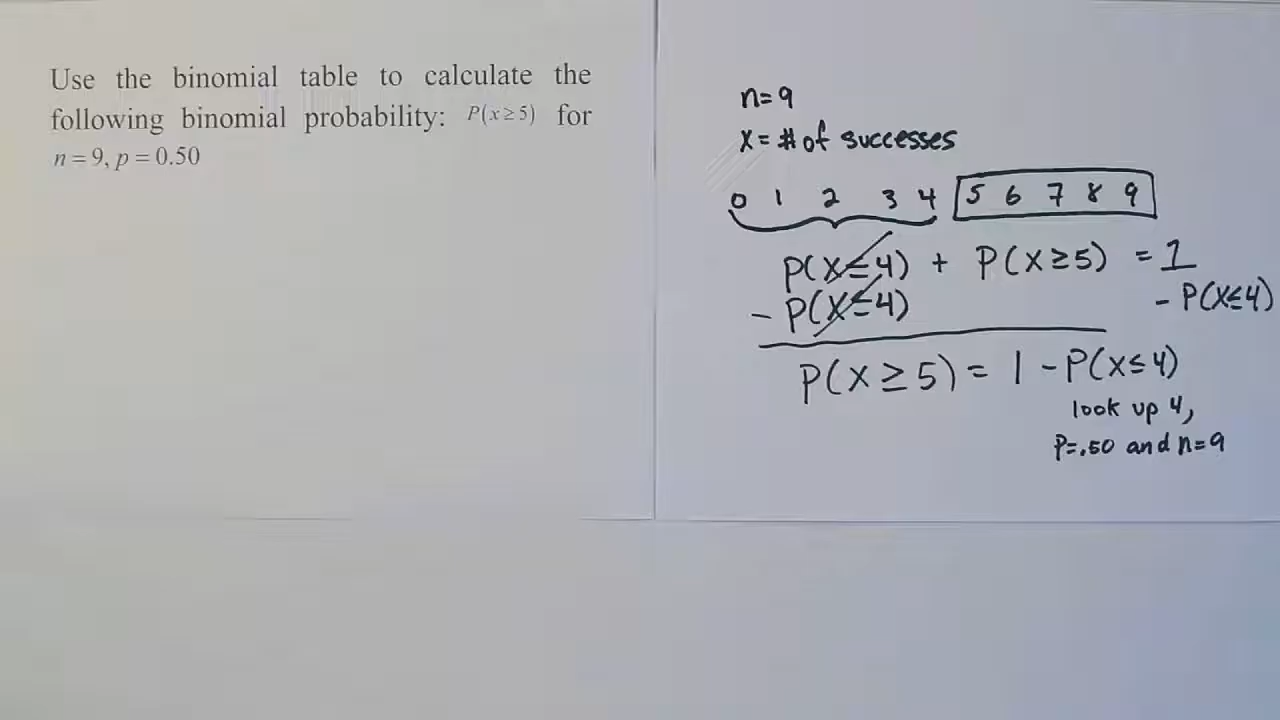 Use the binomial table to calculate the
following binomial probability: P(x≥5) for
n=9, p=0.50
n=9
X=# of successes
0 1 2 3 4 5 6 7 8 9
P(X≤4) + P(X≥5) =1
- P(X≤4) - P(X≤4)
P(X≥5) = 1-P(X≤4)
look up 4,
P=.50 and n=9